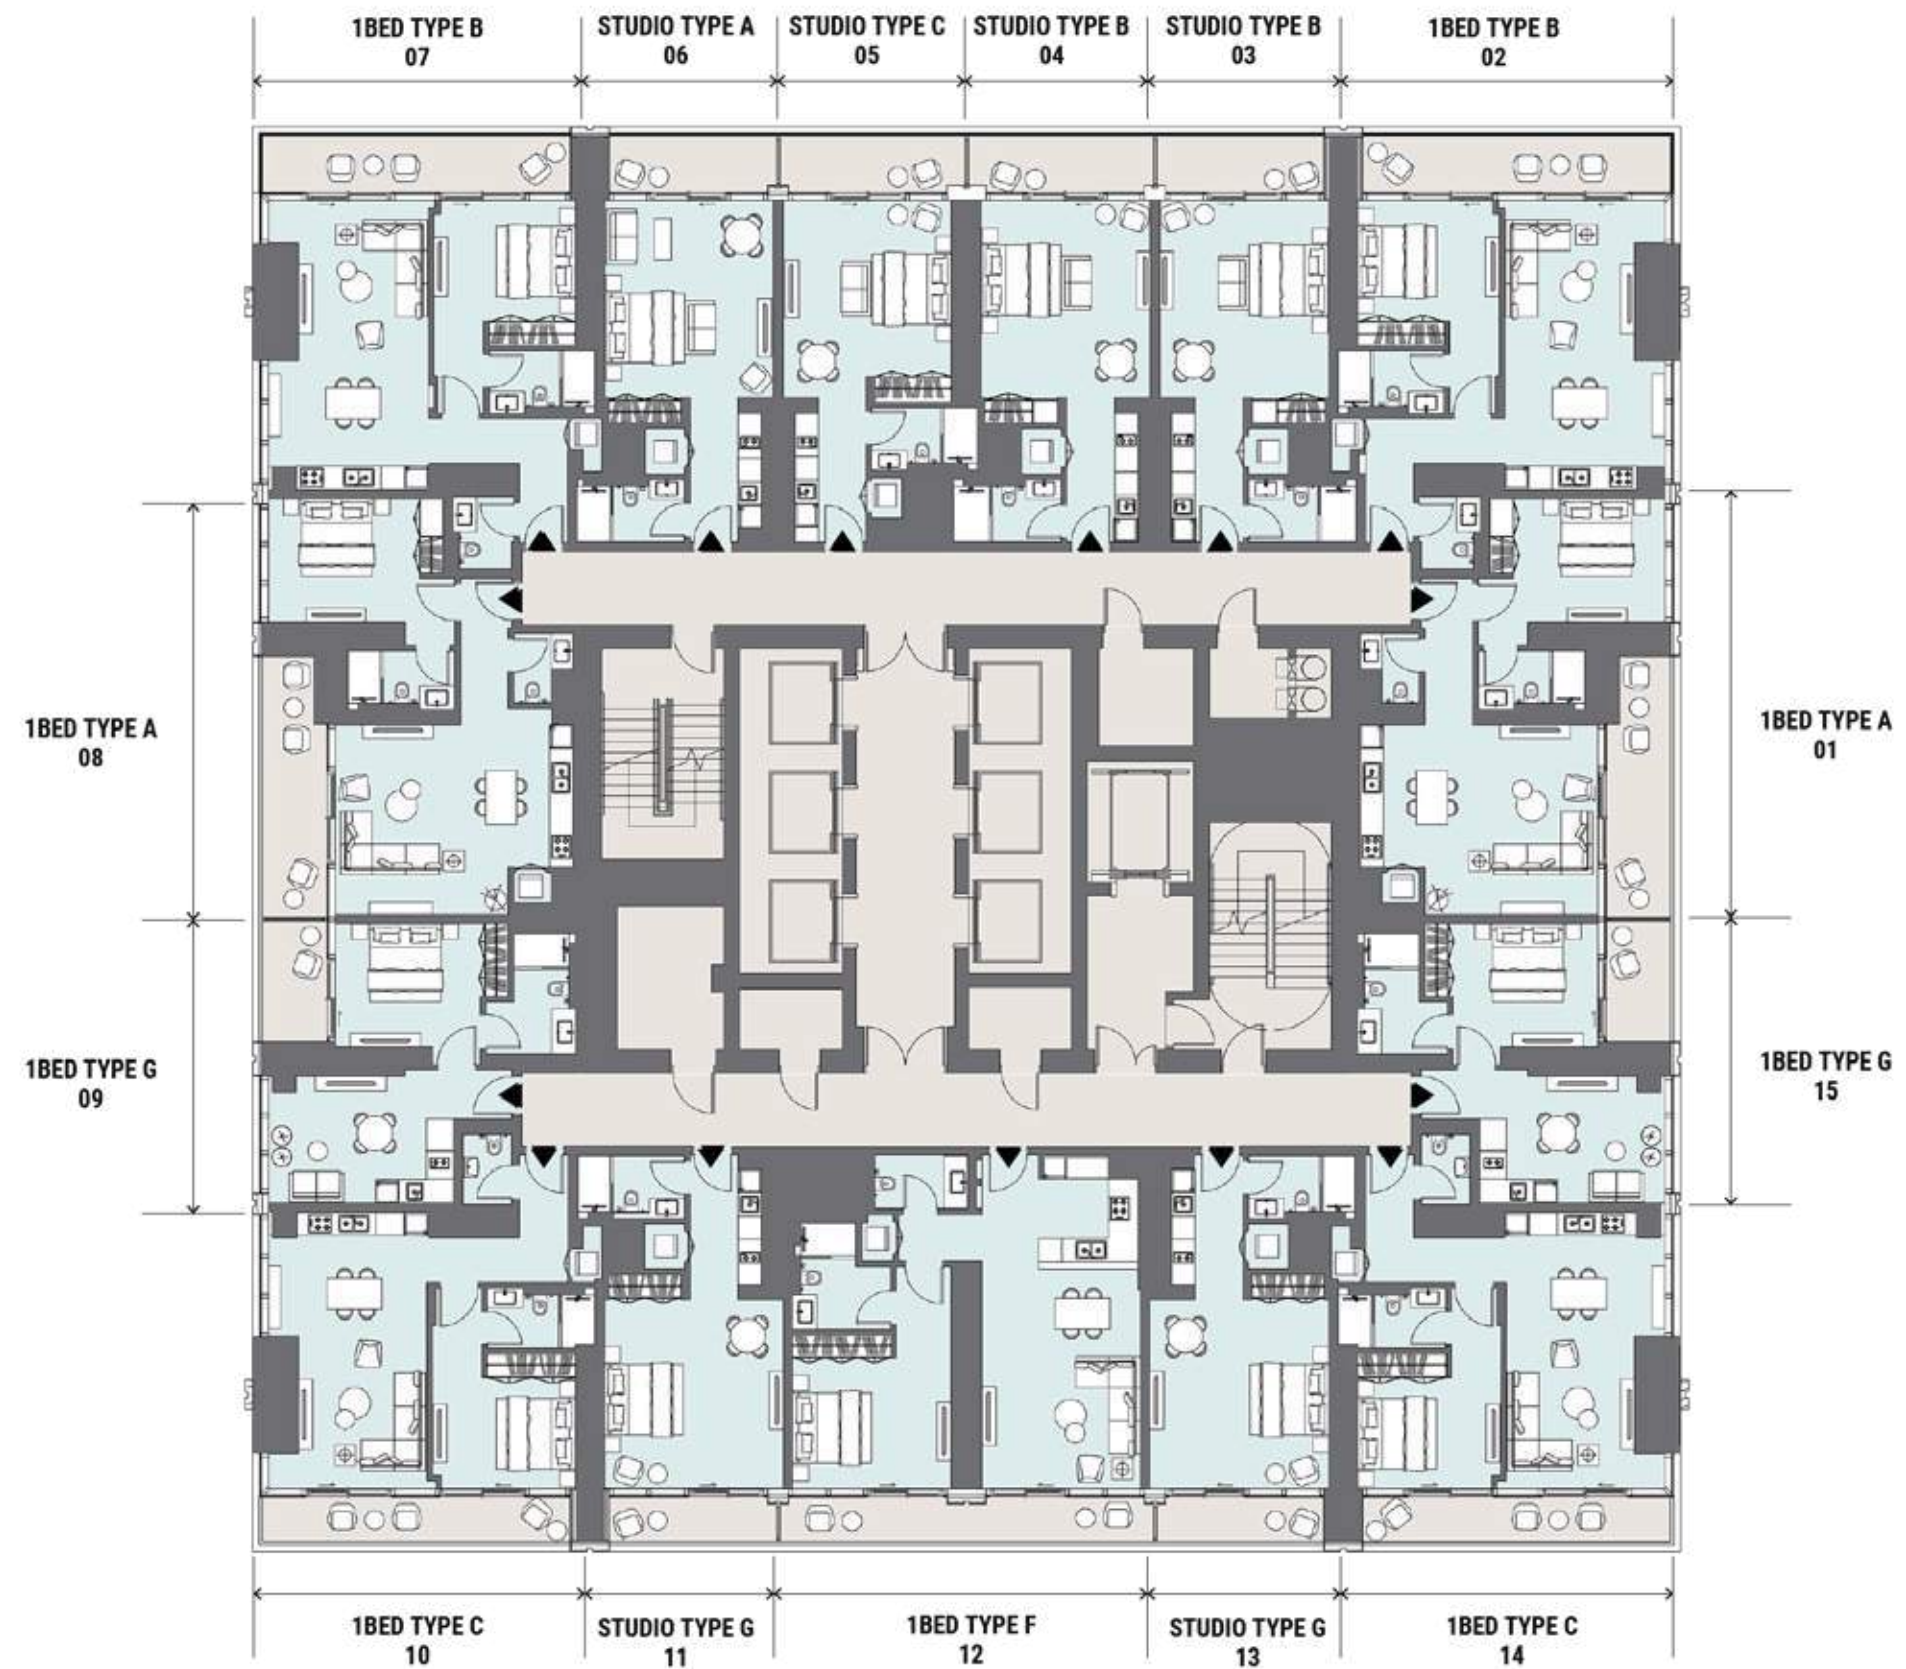 1BED TYPE B
07
STUDIO TYPE A
06
STUDIO TYPE C
05
STUDIO TYPE B
04
STUDIO TYPE B
03
1BED TYPE B
02
1BED TYPE A
08
1BED TYPE A
01
1BED TYPE G
09
1BED TYPE G
15
1BED TYPE C
10
STUDIO TYPE G
11
1BED TYPE F
12
STUDIO TYPE G
13
1BED TYPE C
14